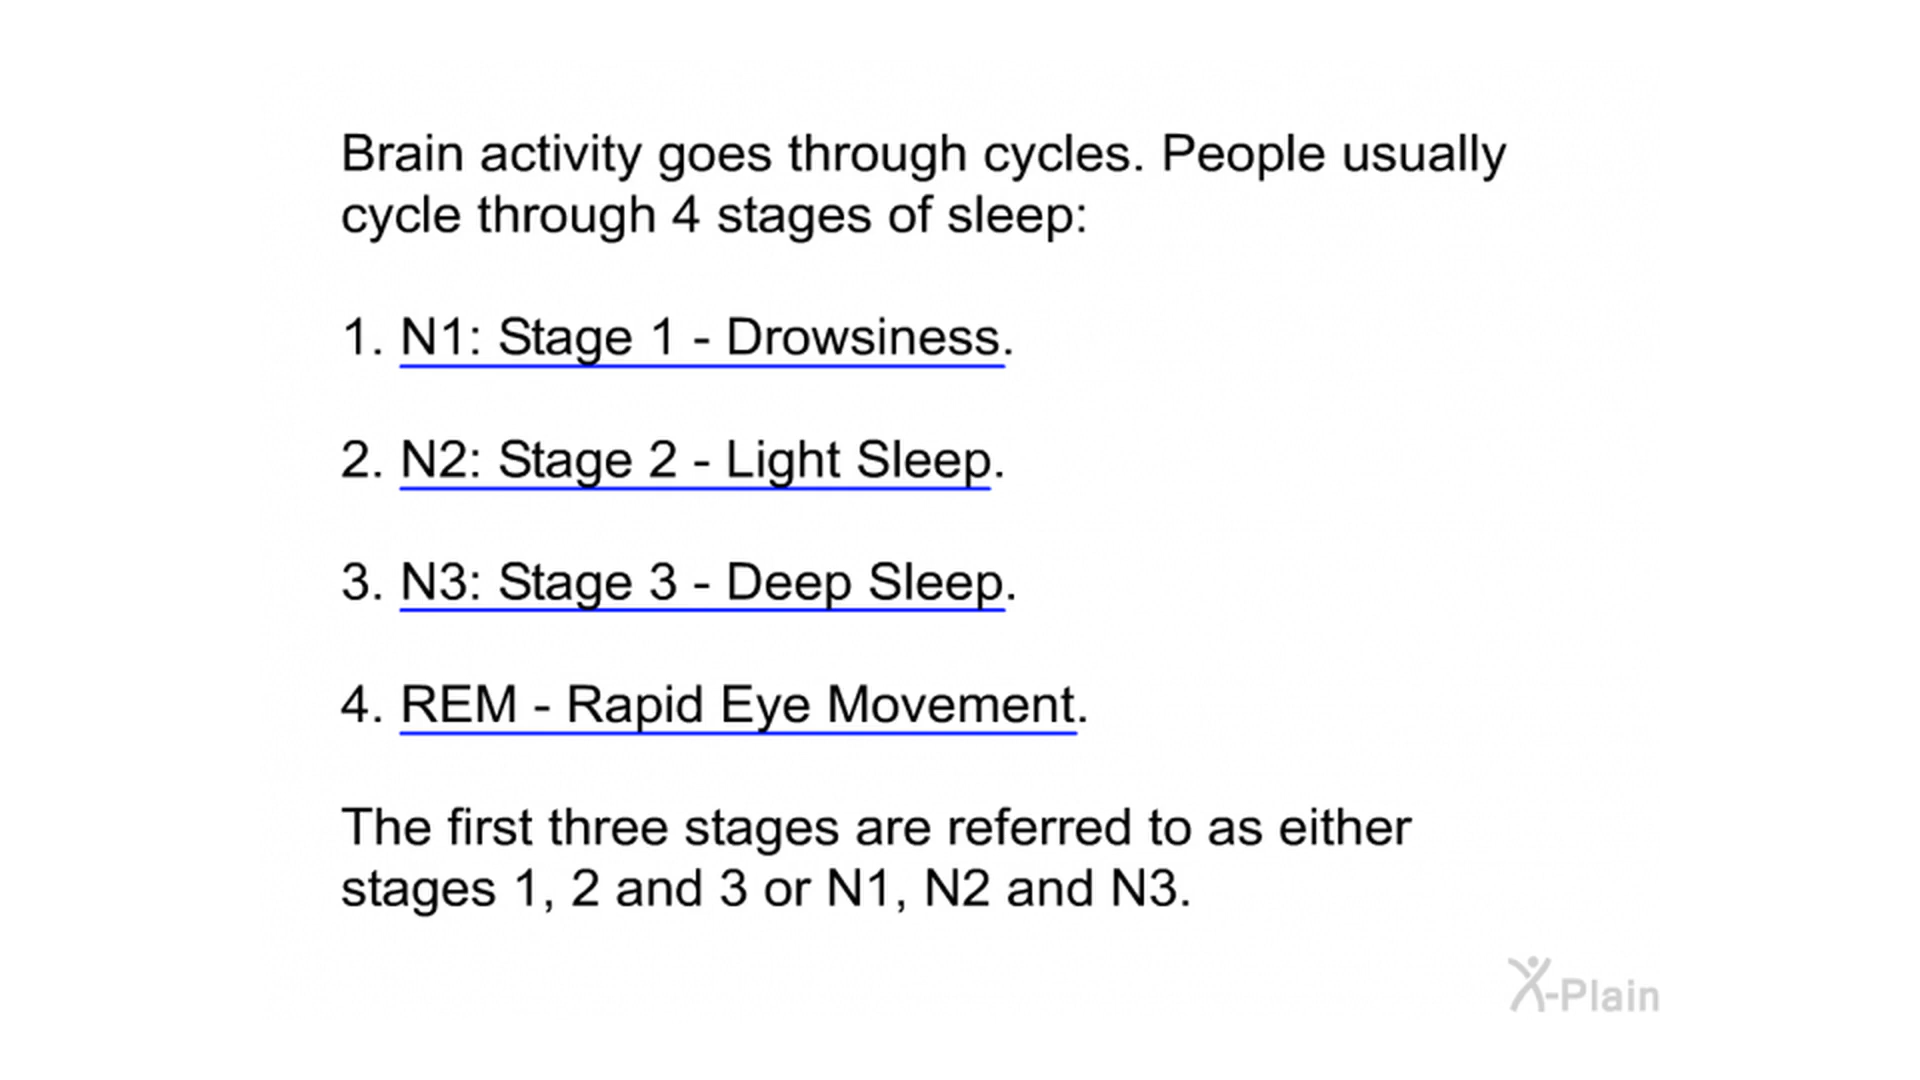 Brain activity goes through cycles. People usually
cycle through 4 stages of sleep:
1. N1: Stage 1 - Drowsiness.
2. N2: Stage 2 - Light Sleep.
3. N3: Stage 3 - Deep Sleep.
4. REM - Rapid Eye Movement.
The first three stages are referred to as either
stages 1, 2 and 3 or N1, N2 and N3.
X-Plain